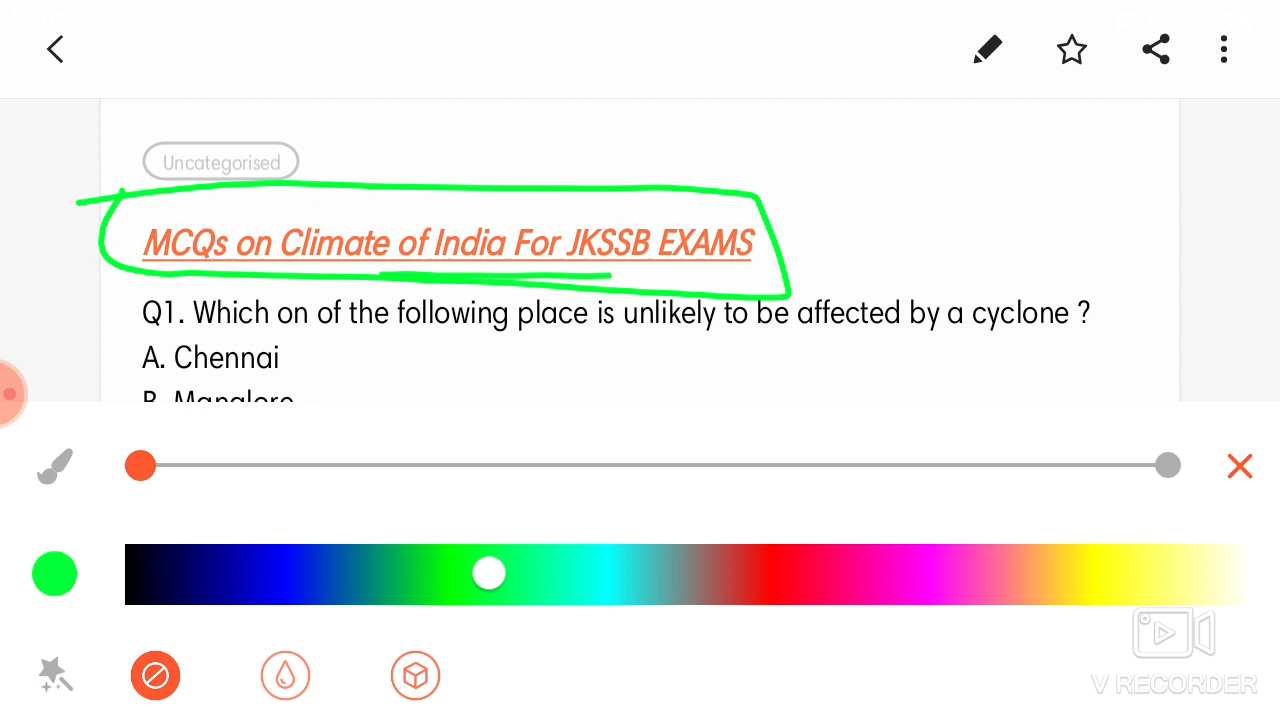 Uncategorised
MCQs on Climate of India For JKSSB EXAMS
Q1. Which on of the following place is unlikely to be affected by a cyclone ?
A. Chennai
B. Manglore
V RECORDER